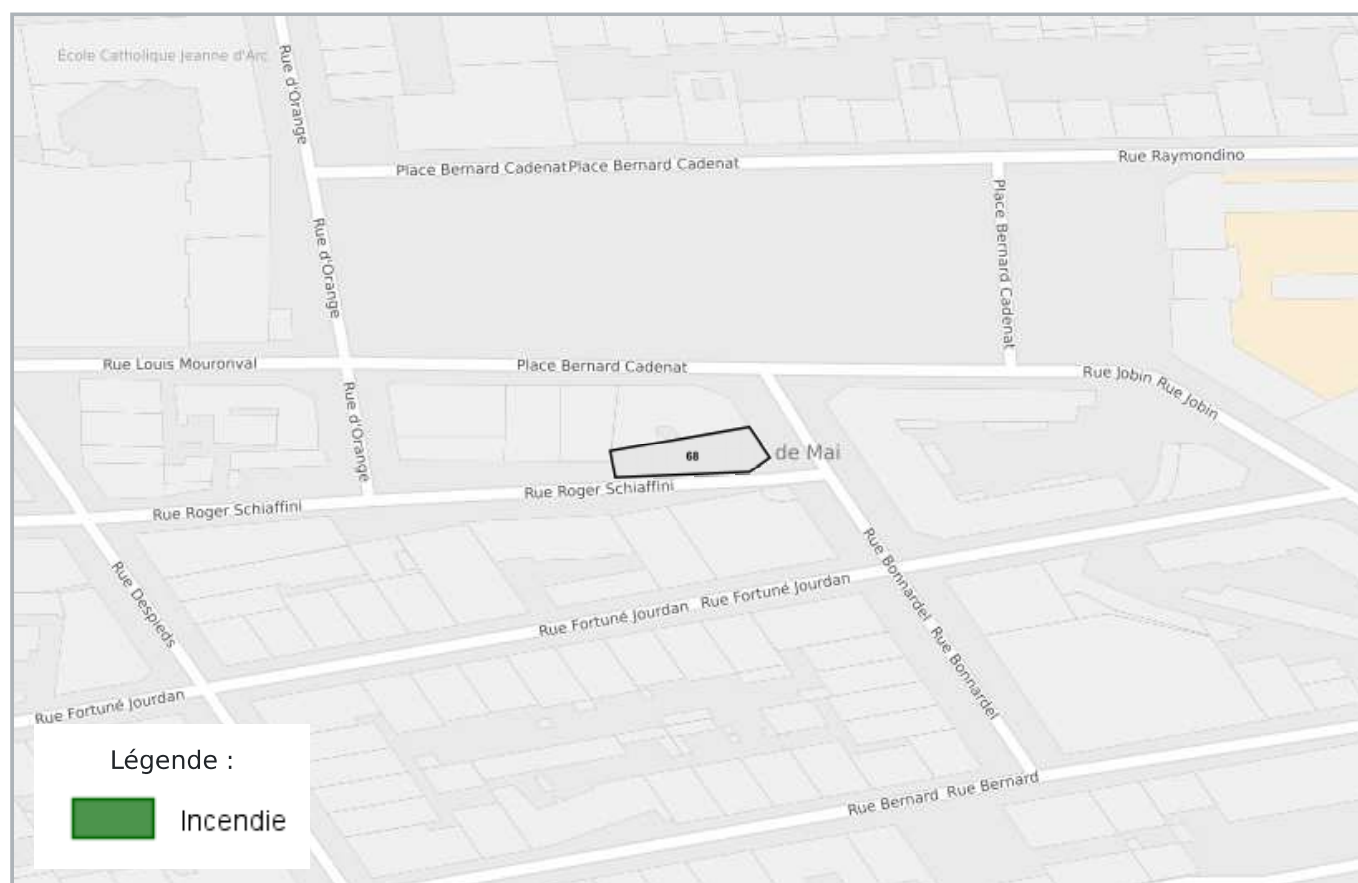 École Catholique Jeanne d'Arc
Rue d'Orange
Place Bernard Cadenat
Place Bernard Cadenat
Rue Raymondino
Rue d'Orange
Place Bernard Cadenat
Rue Louis Mouronval
Place Bernard Cadenat
Rue Jobin
Rue Jobin
Rue d'Orange
68
de Mai
Rue Roger Schiaffini
Rue Roger Schiaffini
Rue Despieds
Rue Bonnardel
Rue Fortuné Jourdan
Rue Fortuné Jourdan
Rue Bonnardel
Rue Fortuné Jourdan
Rue Bernard
Rue Bernard
Légende :
Incendie